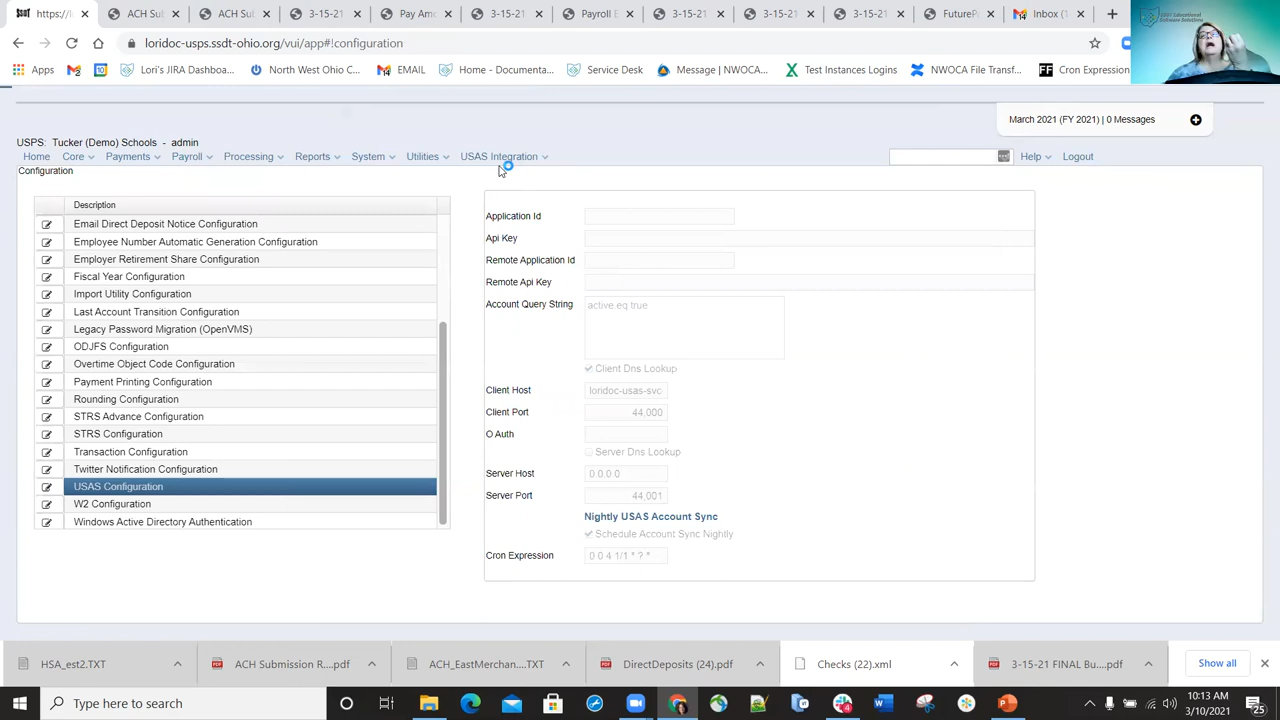 https://l
ACH Su
ACH Su
3-15-21
Pay Am
3-15-21
Payroll E
3-15-21
3-15-21
FutureP
Inbox (1
loridoc-usps.ssdt-ohio.org/vui/app#!configuration
Apps
Lori's JIRA Dashboa...
North West Ohio C...
EMAIL
Home - Documenta...
Service Desk
Message | NWOCA
Test Instances Logins
NWOCA File Transf...
Cron Expression
March 2021 (FY 2021) | 0 Messages
USPS: Tucker (Demo) Schools - admin
Home Core Payments Payroll Processing Reports System Utilities USAS Integration Help Logout
Configuration
Description
Email Direct Deposit Notice Configuration
Employee Number Automatic Generation Configuration
Employer Retirement Share Configuration
Fiscal Year Configuration
Import Utility Configuration
Last Account Transition Configuration
Legacy Password Migration (OpenVMS)
ODJFS Configuration
Overtime Object Code Configuration
Payment Printing Configuration
Rounding Configuration
STRS Advance Configuration
STRS Configuration
Transaction Configuration
Twitter Notification Configuration
USAS Configuration
W2 Configuration
Windows Active Directory Authentication
Application Id
Api Key
Remote Application Id
Remote Api Key
Account Query String
active.eq true
Client Dns Lookup
Client Host
loridoc-usas-svc-
Client Port
44,000
O Auth
Server Dns Lookup
Server Host
0 0.0.0
Server Port
44,001
Nightly USAS Account Sync
Schedule Account Sync Nightly
Cron Expression
0 0 4 1/1 * ? *
HSA_est2.TXT
ACH Submission R....pdf
ACH_EastMerchan....TXT
DirectDeposits (24).pdf
Checks (22).xml
3-15-21 FINAL Bu....pdf
Show all
Type here to search
10:13 AM
3/10/2021
25